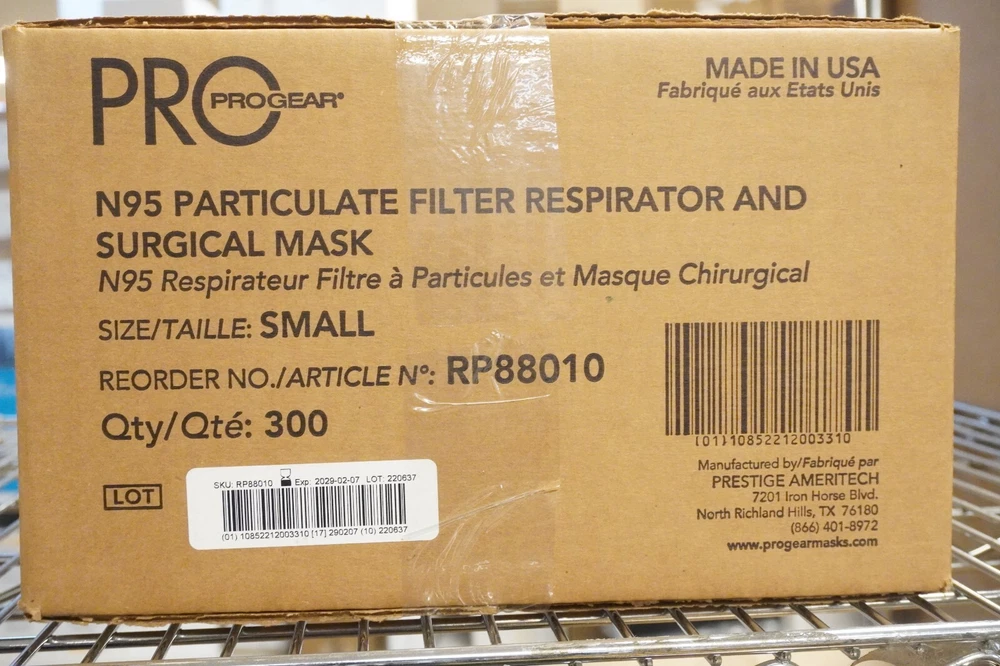 PRO PROGEAR®
MADE IN USA
Fabriqué aux Etats Unis
N95 PARTICULATE FILTER RESPIRATOR AND
SURGICAL MASK
N95 Respirateur Filtre à Particules et Masque Chirurgical
SIZE/TAILLE: SMALL
REORDER NO./ARTICLE N°: RP88010
Qty/Qté: 300
(01)10852212003310
Manufactured by/Fabriqué par
PRESTIGE AMERITECH
7201 Iron Horse Blvd.
North Richland Hills, TX 76180
(866) 401-8972
www.progearmasks.com
LOT
SKU: RP88010 Exp: 2029-02-07 LOT: 220637
(01) 10852212003310 [17] 290207 (10) 220637